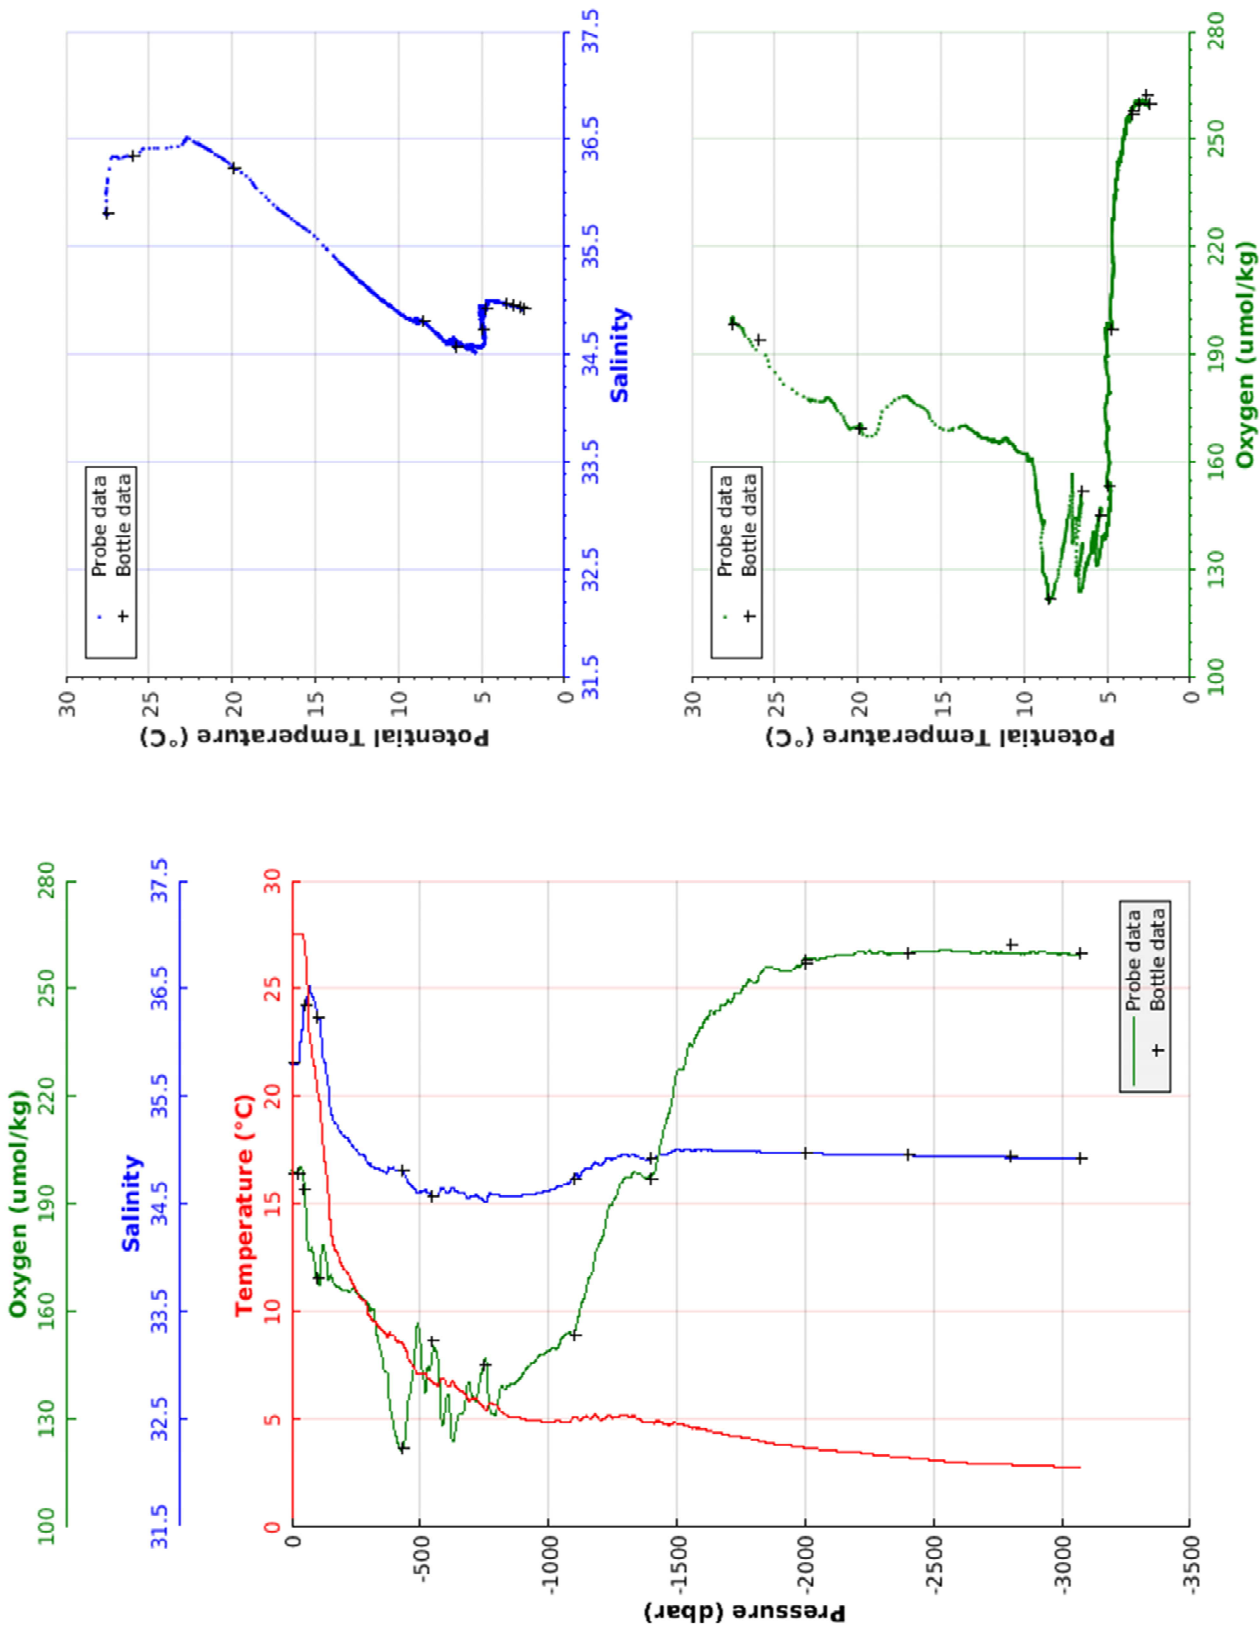 Oxygen (umol/kg)
100 130 160 190 220 250 280
Salinity
31.5 32.5 33.5 34.5 35.5 36.5 37.5
Temperature (°C)
0 5 10 15 20 25 30
Pressure (dbar)
0
-500
-1000
-1500
-2000
-2500
-3000
-3500
Probe data
Bottle data
Potential Temperature (°C)
30
25
20
15
10
5
0
Probe data
Bottle data
31.5 32.5 33.5 34.5 35.5 36.5 37.5
Salinity
Potential Temperature (°C)
30
25
20
15
10
5
0
Probe data
Bottle data
100 130 160 190 220 250 280
Oxygen (umol/kg)